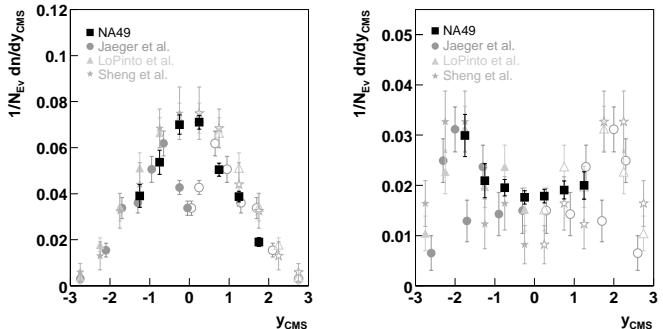 1/N_Ev dn/dy_CMS
0.12
0.1
0.08
0.06
0.04
0.02
0
-3 -2 -1 0 1 2 3
y_CMS
NA49
Jaeger et al.
LoPinto et al.
Sheng et al.
1/N_Ev dn/dy_CMS
0.05
0.04
0.03
0.02
0.01
0
-3 -2 -1 0 1 2 3
y_CMS
NA49
Jaeger et al.
LoPinto et al.
Sheng et al.